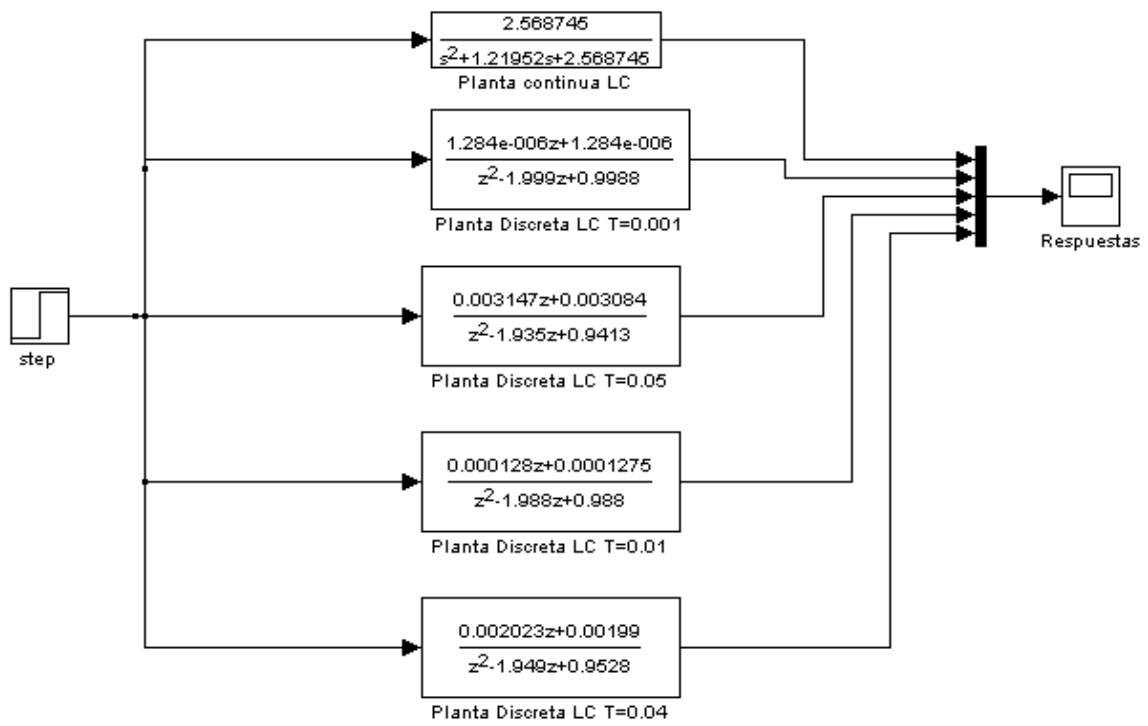 2.568745
s2+1.21952s+2.568745
Planta continua LC
1.284e-006z+1.284e-006
z2-1.999z+0.9988
Planta Discreta LC T=0.001
0.003147z+0.003084
z2-1.935z+0.9413
Planta Discreta LC T=0.05
step
0.000128z+0.0001275
z2-1.988z+0.988
Planta Discreta LC T=0.01
0.002023z+0.00199
z2-1.949z+0.9528
Planta Discreta LC T=0.04
Respuestas